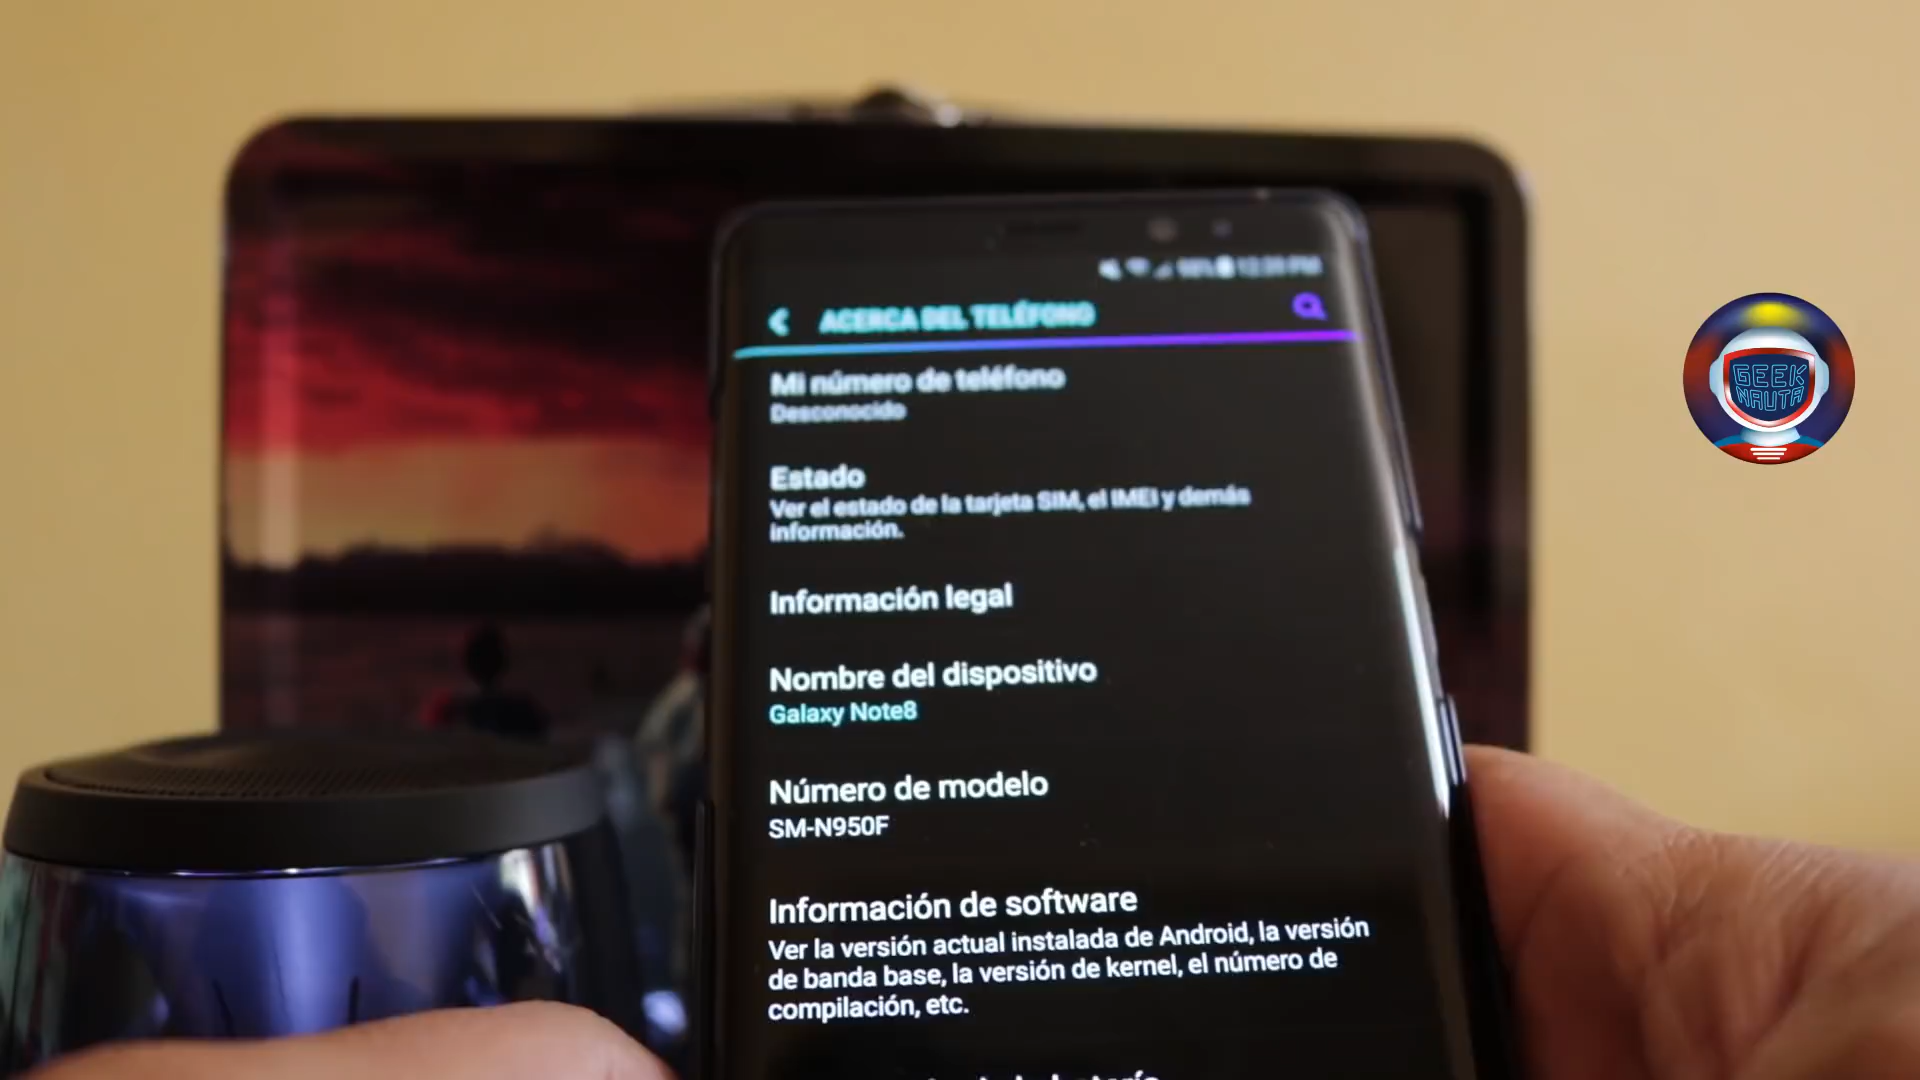 ACERCA DEL TELÉFONO
Mi número de teléfono
Desconocido
Estado
Ver el estado de la tarjeta SIM, el IMEI y demás
información.
Información legal
Nombre del dispositivo
Galaxy Note8
Número de modelo
SM-N950F
Información de software
Ver la versión actual instalada de Android, la versión
de banda base, la versión de kernel, el número de
compilación, etc.
GEEK
NAUTA